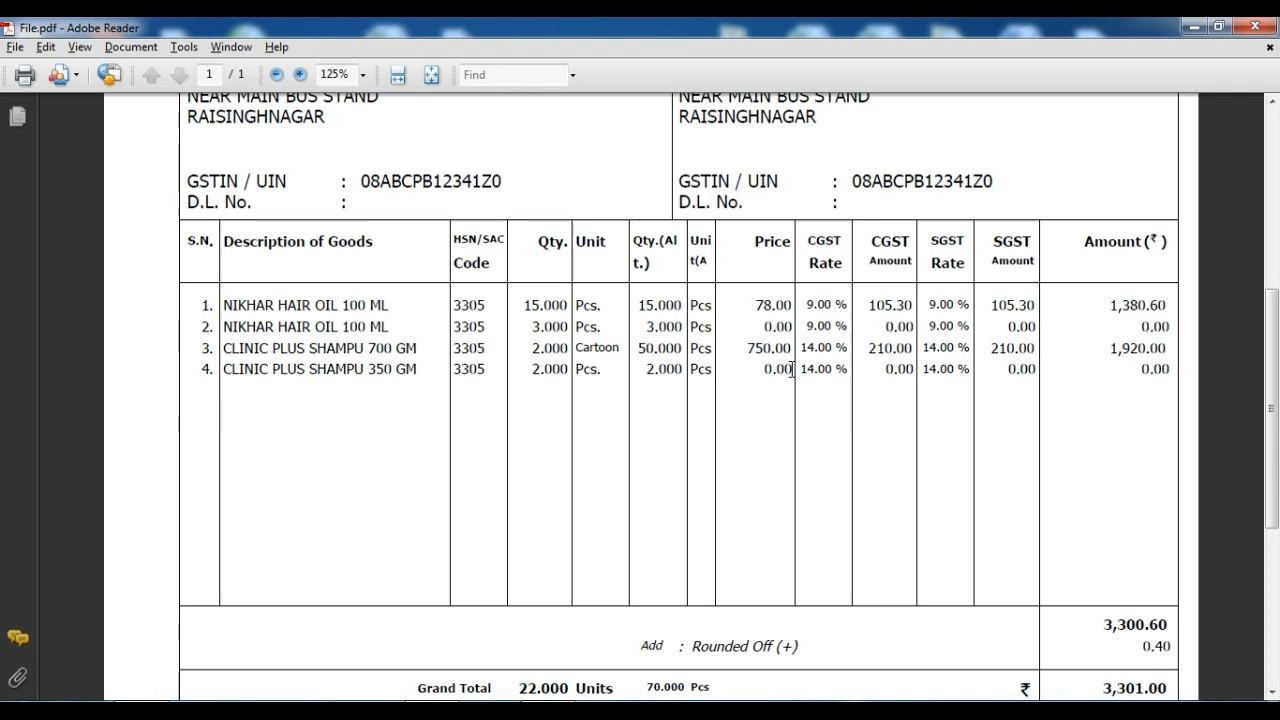 File.pdf - Adobe Reader
File Edit View Document Tools Window Help
1 / 1 125% Find
NEAR MAIN BUS STAND NEAR MAIN BUS STAND
RAISINGHNAGAR RAISINGHNAGAR
GSTIN / UIN : 08ABCPB12341Z0 GSTIN / UIN : 08ABCPB12341Z0
D.L. No. : D.L. No. :
S.N. Description of Goods HSN/SAC Qty. Unit Qty.(Al Uni Price CGST CGST SGST SGST Amount (₹ )
Code t.) t(A Rate Amount Rate Amount
1. NIKHAR HAIR OIL 100 ML 3305 15.000 Pcs. 15.000 Pcs 78.00 9.00 % 105.30 9.00 % 105.30 1,380.60
2. NIKHAR HAIR OIL 100 ML 3305 3.000 Pcs. 3.000 Pcs 0.00 9.00 % 0.00 9.00 % 0.00 0.00
3. CLINIC PLUS SHAMPU 700 GM 3305 2.000 Cartoon 50.000 Pcs 750.00 14.00 % 210.00 14.00 % 210.00 1,920.00
4. CLINIC PLUS SHAMPU 350 GM 3305 2.000 Pcs. 2.000 Pcs 0.00 14.00 % 0.00 14.00 % 0.00 0.00
3,300.60
Add : Rounded Off (+) 0.40
Grand Total 22.000 Units 70.000 Pcs ₹ 3,301.00